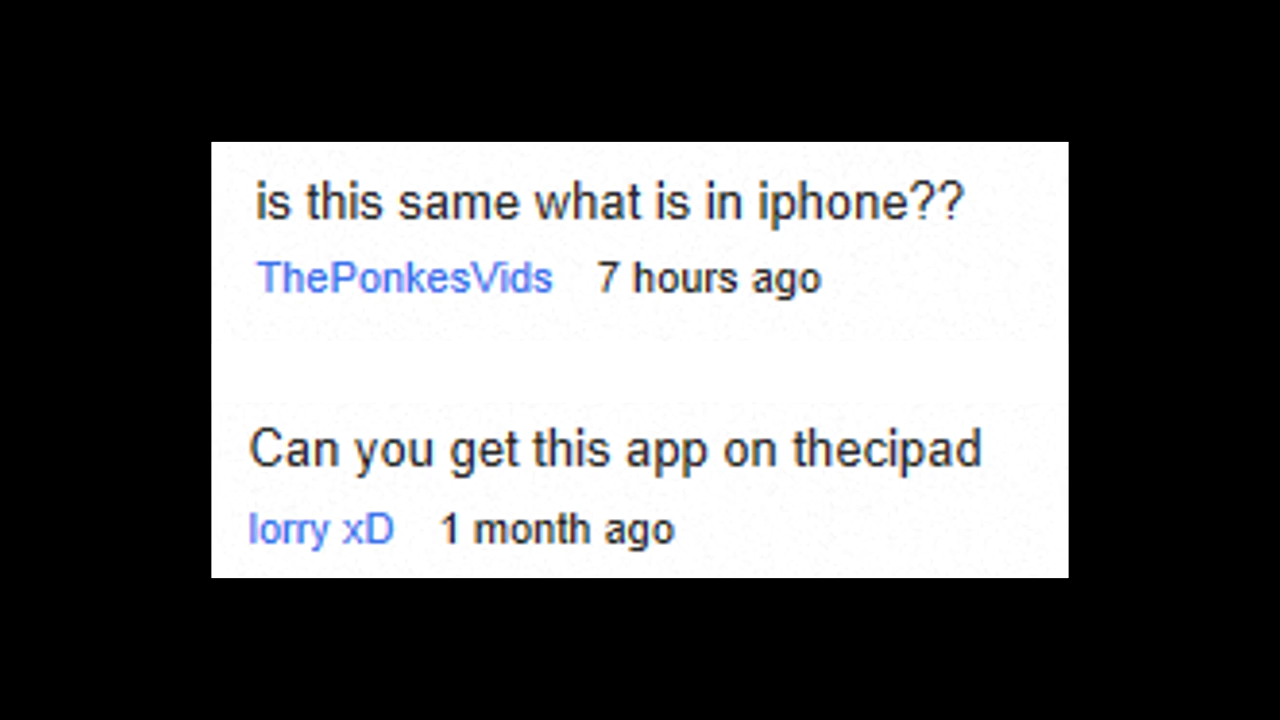 is this same what is in iphone??
ThePonkesVids 7 hours ago
Can you get this app on thecipad
lorry xD 1 month ago